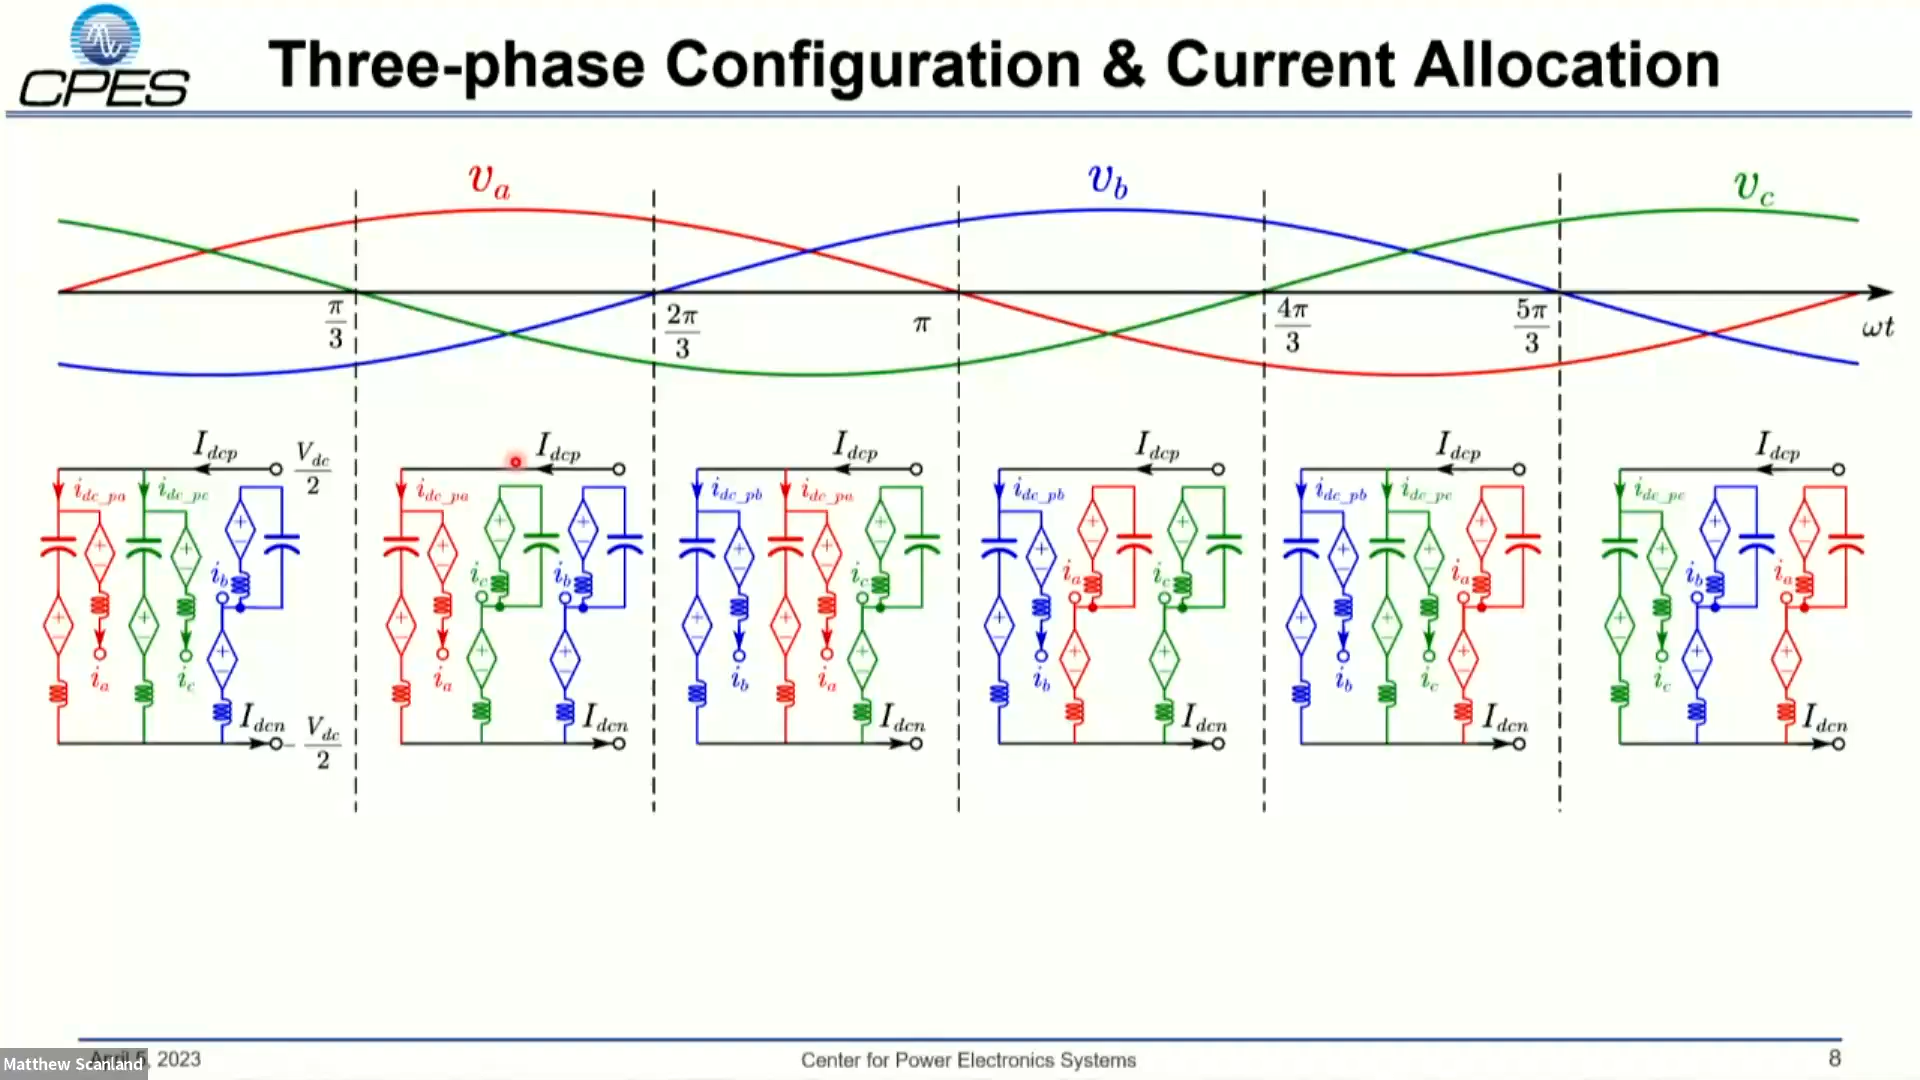 CPES
Three-phase Configuration & Current Allocation
v_a
v_b
v_c
π/3
2π/3
π
4π/3
5π/3
ωt
I_dcp V_dc/2
I_dcp
I_dcp
I_dcp
I_dcp
I_dcp
i_dc_pa i_dc_pc
i_dc_pa
i_dc_pb i_dc_pa
i_dc_pb
i_dc_pb i_dc_pc
i_dc_pc
i_b
i_c i_b
i_c
i_a i_c
i_a
i_b i_a
i_a i_c
i_a
i_b i_a
i_b
i_b i_c
i_c
I_dcn -V_dc/2
I_dcn
I_dcn
I_dcn
I_dcn
I_dcn
Matthew Scanland
5, 2023
Center for Power Electronics Systems
8